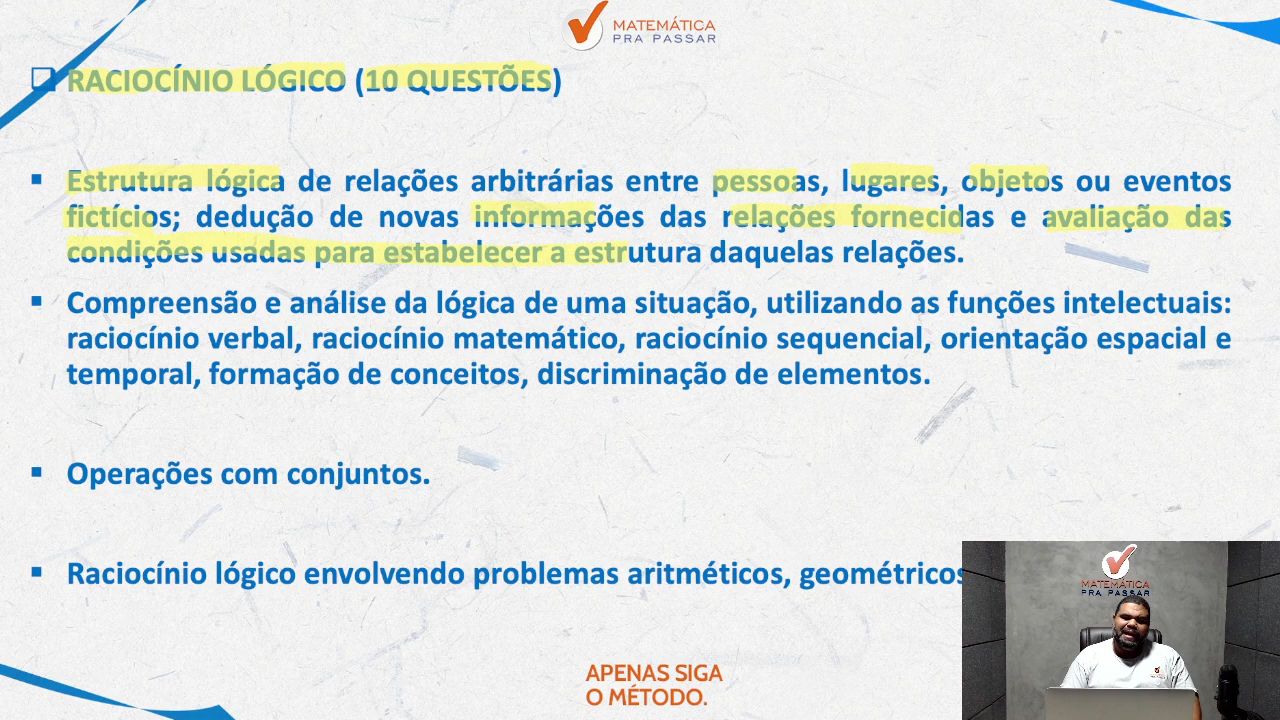 MATEMÁTICA
PRA PASSAR
RACIOCÍNIO LÓGICO (10 QUESTÕES)
Estrutura lógica de relações arbitrárias entre pessoas, lugares, objetos ou eventos
fictícios; dedução de novas informações das relações fornecidas e avaliação das
condições usadas para estabelecer a estrutura daquelas relações.
Compreensão e análise da lógica de uma situação, utilizando as funções intelectuais:
raciocínio verbal, raciocínio matemático, raciocínio sequencial, orientação espacial e
temporal, formação de conceitos, discriminação de elementos.
Operações com conjuntos.
Raciocínio lógico envolvendo problemas aritméticos, geométricos
MATEMÁTICA
PRA PASSAR
APENAS SIGA
O MÉTODO.